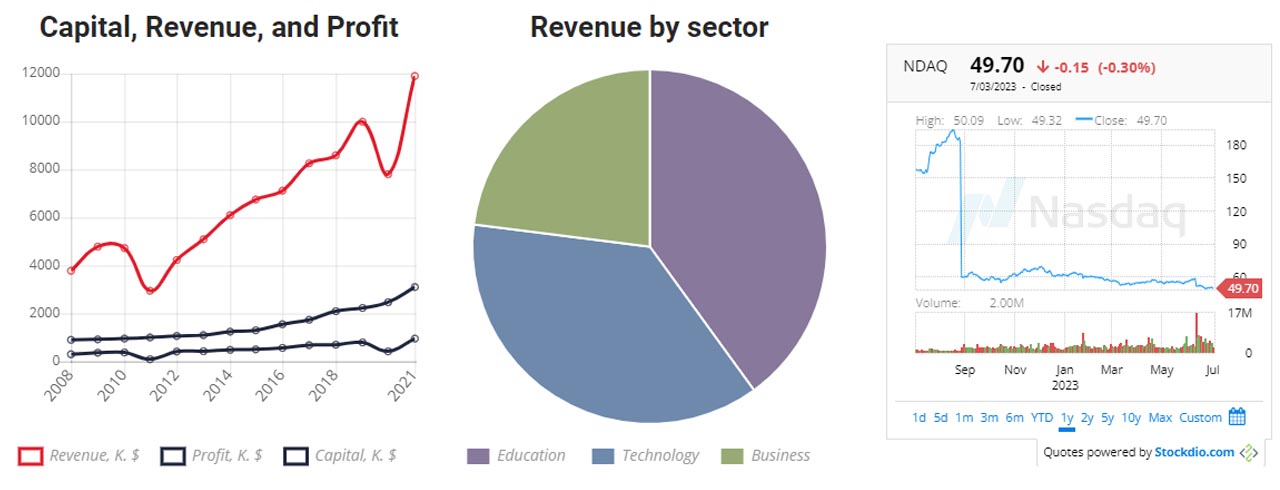 Capital, Revenue, and Profit
12000
10000
8000
6000
4000
2000
0
2008
2010
2012
2014
2016
2018
2021
Revenue, K. $
Profit, K. $
Capital, K. $
Revenue by sector
Education
Technology
Business
NDAQ 49.70 -0.15 (-0.30%)
7/03/2023 - Closed
High: 50.09 Low: 49.32 Close: 49.70
180
150
120
90
60
49.70
Nasdaq
Volume: 2.00M
17M
0
Sep Nov Jan Mar May Jul
2023
1d 5d 1m 3m 6m YTD 1y 2y 5y 10y Max Custom
Quotes powered by Stockdio.com